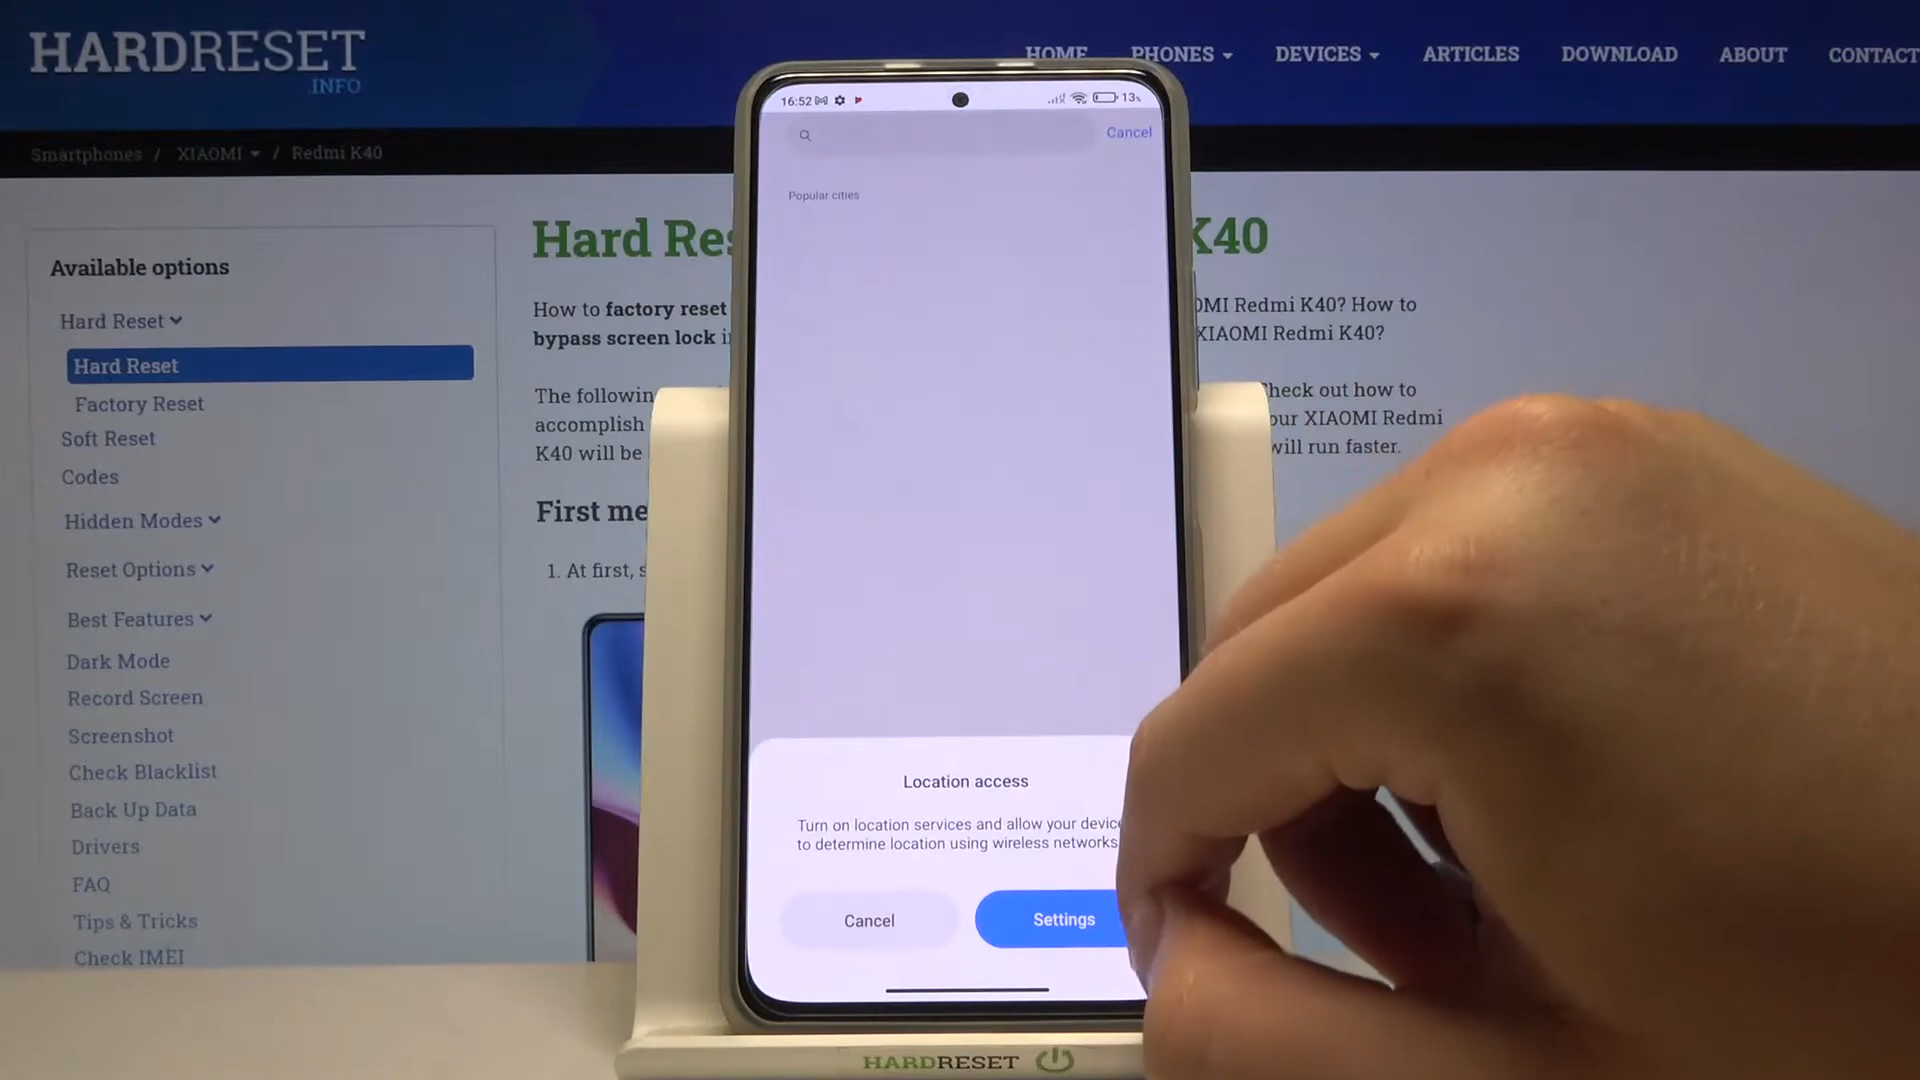 HARDRESET
.INFO
HOME PHONES DEVICES ARTICLES DOWNLOAD ABOUT CONTACT
Smartphones / XIAOMI / Redmi K40
16:52 13%
Cancel
Popular cities
Available options
Hard Reset
Hard Reset
Factory Reset
Soft Reset
Codes
Hidden Modes
Reset Options
Best Features
Dark Mode
Record Screen
Screenshot
Check Blacklist
Back Up Data
Drivers
FAQ
Tips & Tricks
Check IMEI
Hard Res K40
How to factory reset OMI Redmi K40? How to
bypass screen lock i XIAOMI Redmi K40?
The following heck out how to
accomplish our XIAOMI Redmi
K40 will be will run faster.
First me
1. At first, s
Location access
Turn on location services and allow your device
to determine location using wireless networks
Cancel Settings
HARDRESET